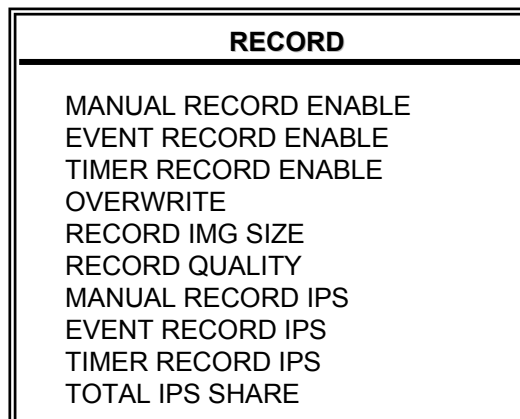 RECORD
MANUAL RECORD ENABLE
EVENT RECORD ENABLE
TIMER RECORD ENABLE
OVERWRITE
RECORD IMG SIZE
RECORD QUALITY
MANUAL RECORD IPS
EVENT RECORD IPS
TIMER RECORD IPS
TOTAL IPS SHARE